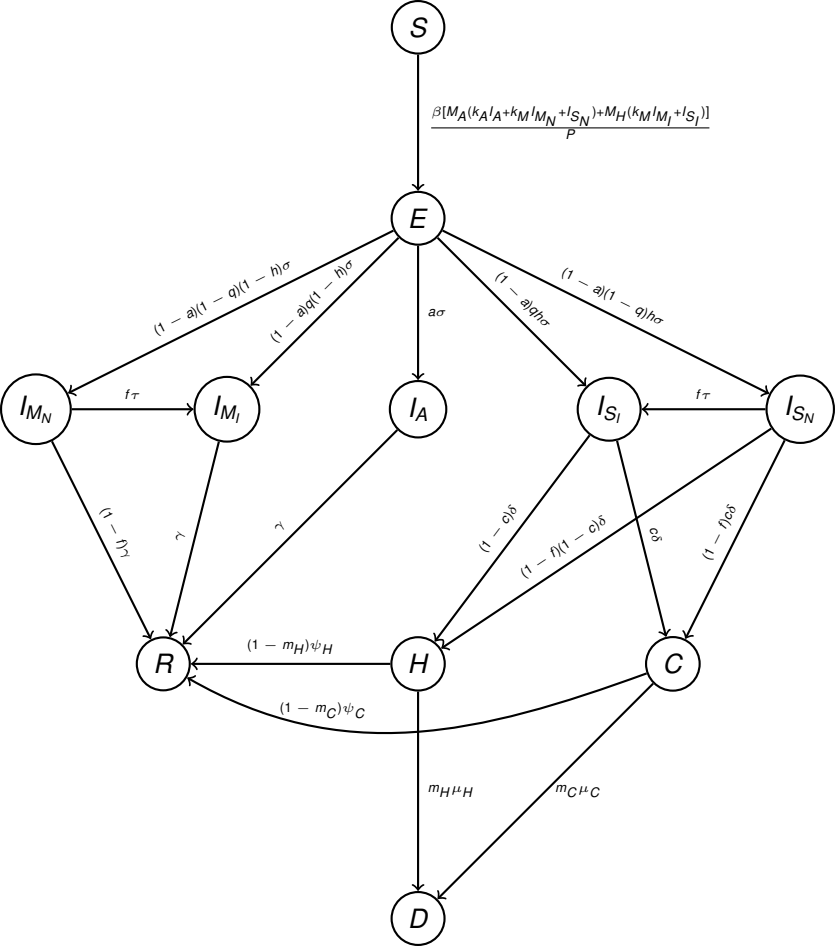 S
β[M_A(k_A I_A+k_M I_{M_N}+I_{S_N})+M_H(k_M I_{M_I}+I_{S_I})]
P
E
(1 − a)(1 − q)(1 − h)σ
(1 − a)q(1 − h)σ
aσ
(1 − a)qhσ
(1 − a)(1 − q)hσ
I_{M_N}
fτ
I_{M_I}
I_A
I_{S_I}
fτ
I_{S_N}
(1 − f)γ
γ
γ
(1 − c)δ
(1 − f)(1 − c)δ
cδ
(1 − f)cδ
R
(1 − m_H)ψ_H
H
C
(1 − m_C)ψ_C
m_H μ_H
m_C μ_C
D